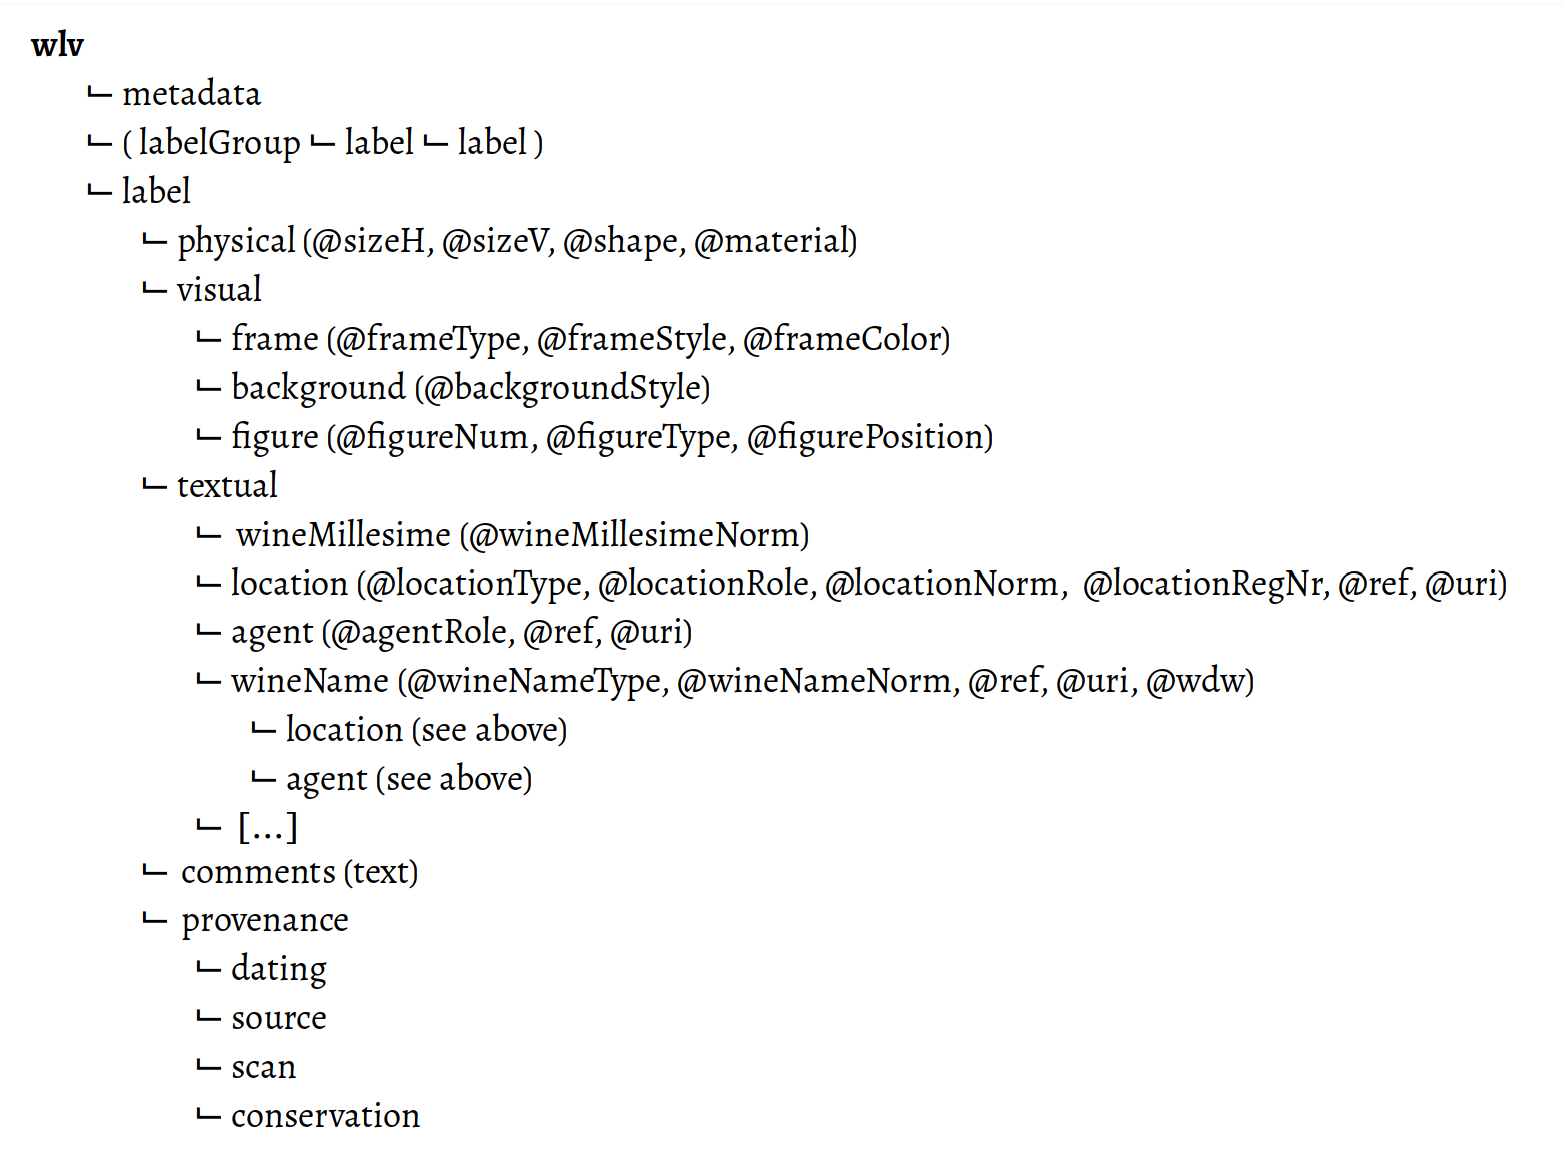 wlv
⌙ metadata
⌙ ( labelGroup ⌙ label ⌙ label )
⌙ label
⌙ physical (@sizeH, @sizeV, @shape, @material)
⌙ visual
⌙ frame (@frameType, @frameStyle, @frameColor)
⌙ background (@backgroundStyle)
⌙ figure (@figureNum, @figureType, @figurePosition)
⌙ textual
⌙ wineMillesime (@wineMillesimeNorm)
⌙ location (@locationType, @locationRole, @locationNorm, @locationRegNr, @ref, @uri)
⌙ agent (@agentRole, @ref, @uri)
⌙ wineName (@wineNameType, @wineNameNorm, @ref, @uri, @wdw)
⌙ location (see above)
⌙ agent (see above)
⌙ [...]
⌙ comments (text)
⌙ provenance
⌙ dating
⌙ source
⌙ scan
⌙ conservation